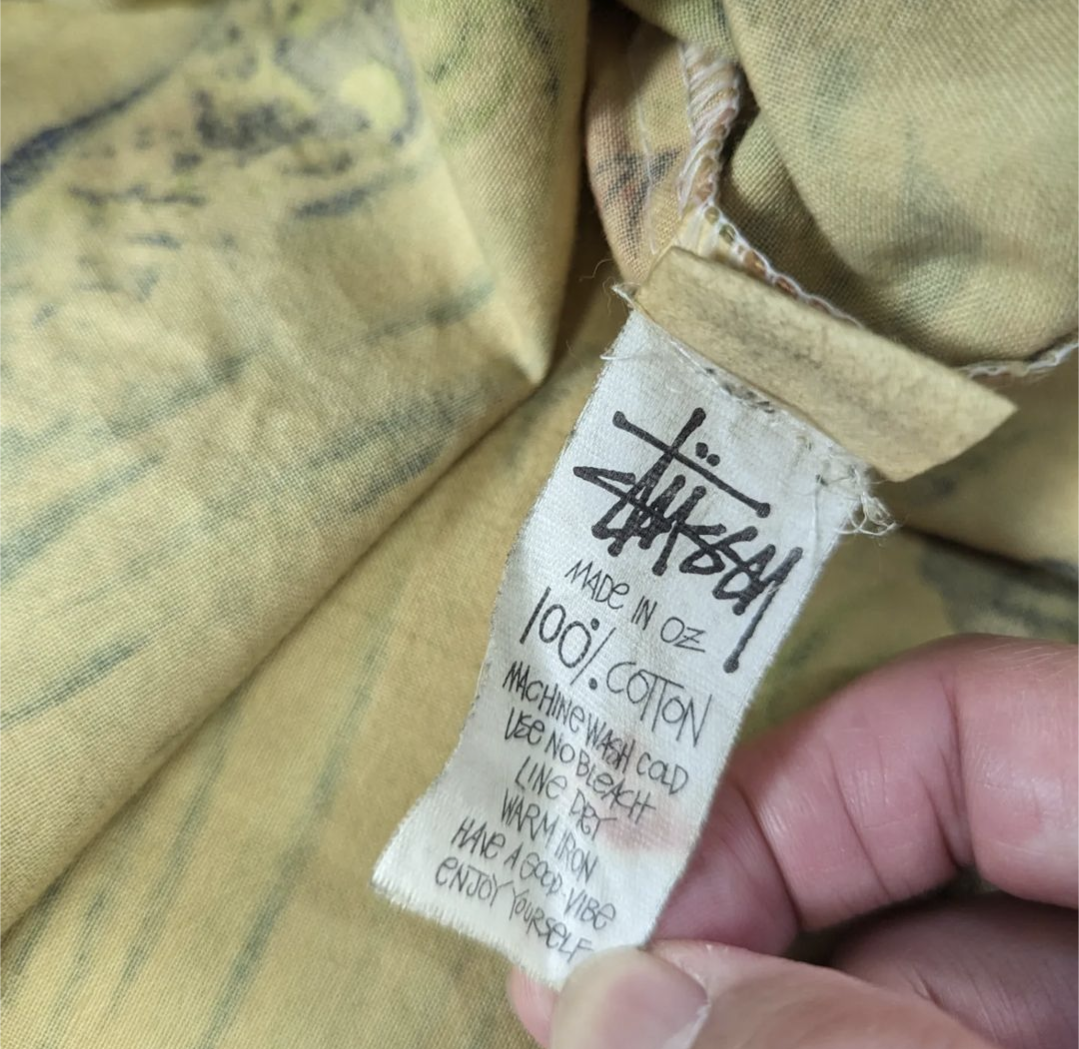 Stüssy
MADE IN OZ
100% COTTON
MACHINE WASH COLD
USE NO BLEACH
LINE DRY
WARM IRON
HAVE A GOOD-VIBE
ENJOY YOURSELF